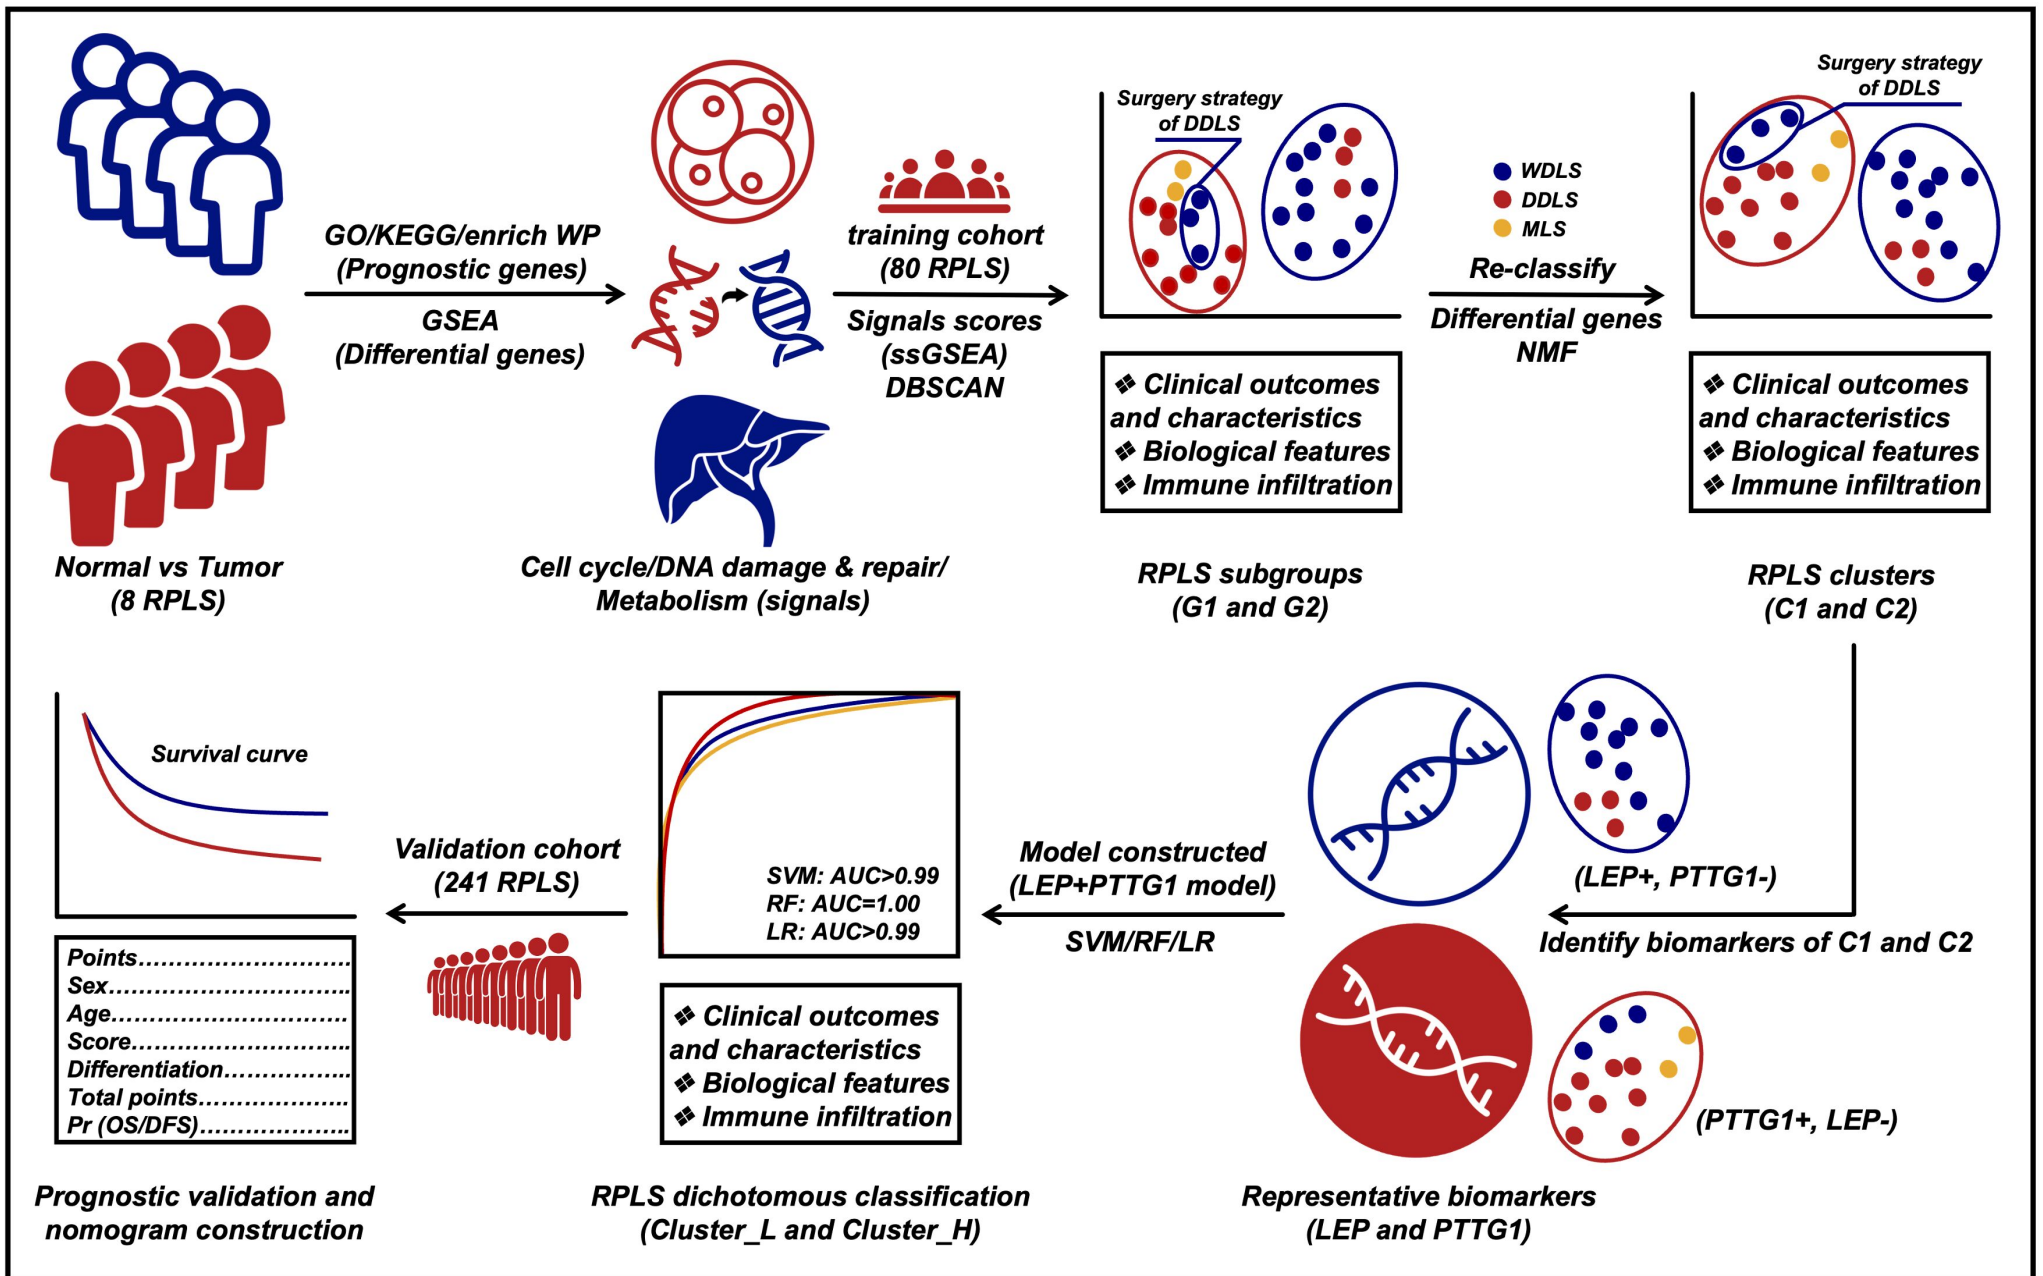 GO/KEGG/enrich WP
(Prognostic genes)
GSEA
(Differential genes)
Normal vs Tumor
(8 RPLS)
Cell cycle/DNA damage & repair/
Metabolism (signals)
training cohort
(80 RPLS)
Signals scores
(ssGSEA)
DBSCAN
Surgery strategy
of DDLS
❖ Clinical outcomes
and characteristics
❖ Biological features
❖ Immune infiltration
RPLS subgroups
(G1 and G2)
WDLS
DDLS
MLS
Re-classify
Differential genes
NMF
Surgery strategy
of DDLS
❖ Clinical outcomes
and characteristics
❖ Biological features
❖ Immune infiltration
RPLS clusters
(C1 and C2)
(LEP+, PTTG1-)
Identify biomarkers of C1 and C2
(PTTG1+, LEP-)
Representative biomarkers
(LEP and PTTG1)
Model constructed
(LEP+PTTG1 model)
SVM/RF/LR
SVM: AUC>0.99
RF: AUC=1.00
LR: AUC>0.99
❖ Clinical outcomes
and characteristics
❖ Biological features
❖ Immune infiltration
RPLS dichotomous classification
(Cluster_L and Cluster_H)
Validation cohort
(241 RPLS)
Survival curve
Points............................
Sex................................
Age...............................
Score.............................
Differentiation.................
Total points....................
Pr (OS/DFS)....................
Prognostic validation and
nomogram construction